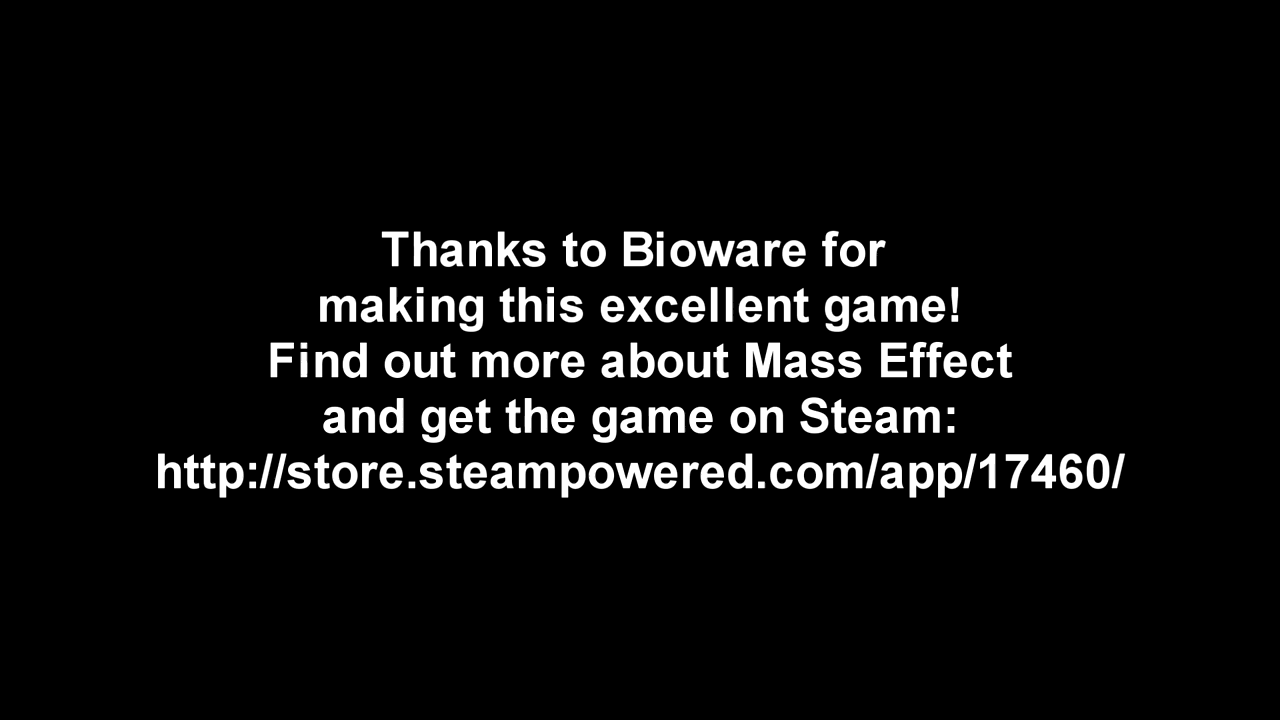 Thanks to Bioware for
making this excellent game!
Find out more about Mass Effect
and get the game on Steam:
http://store.steampowered.com/app/17460/